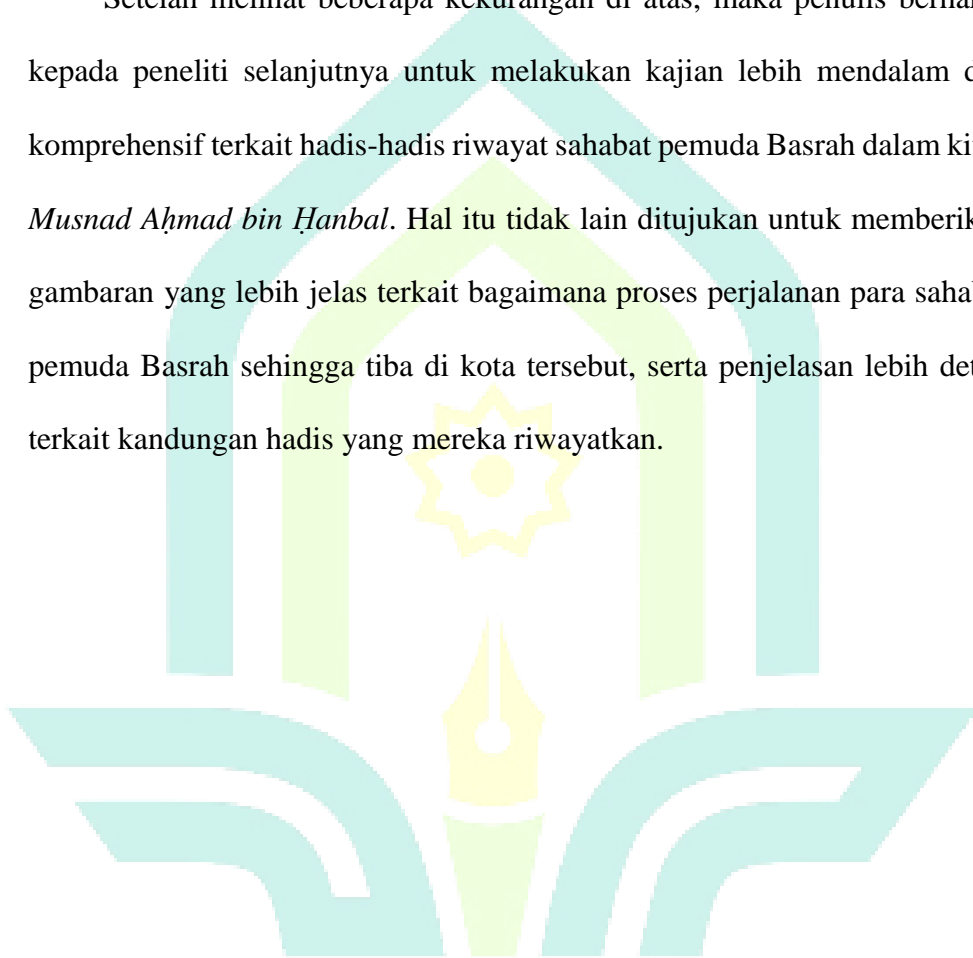 Setelah melihat beberapa kekurangan di atas, maka penulis
kepada peneliti selanjutnya untuk melakukan kajian lebih mendalam
komprehensif terkait hadis-hadis riwayat sahabat pemuda Basrah dalam
Musnad Aḥmad bin Ḥanbal. Hal itu tidak lain ditujukan untuk
gambaran yang lebih jelas terkait bagaimana proses perjalanan para
pemuda Basrah sehingga tiba di kota tersebut, serta penjelasan lebih
terkait kandungan hadis yang mereka riwayatkan.